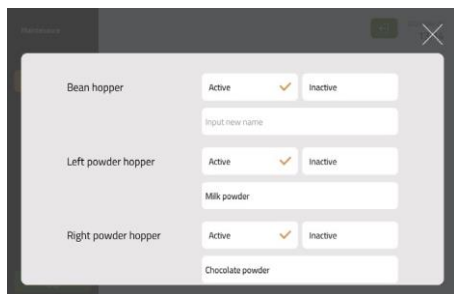 Maintenance
Bean hopper
Active
Inactive
Input new name
Left powder hopper
Active
Inactive
Milk powder
Right powder hopper
Active
Inactive
Chocolate powder